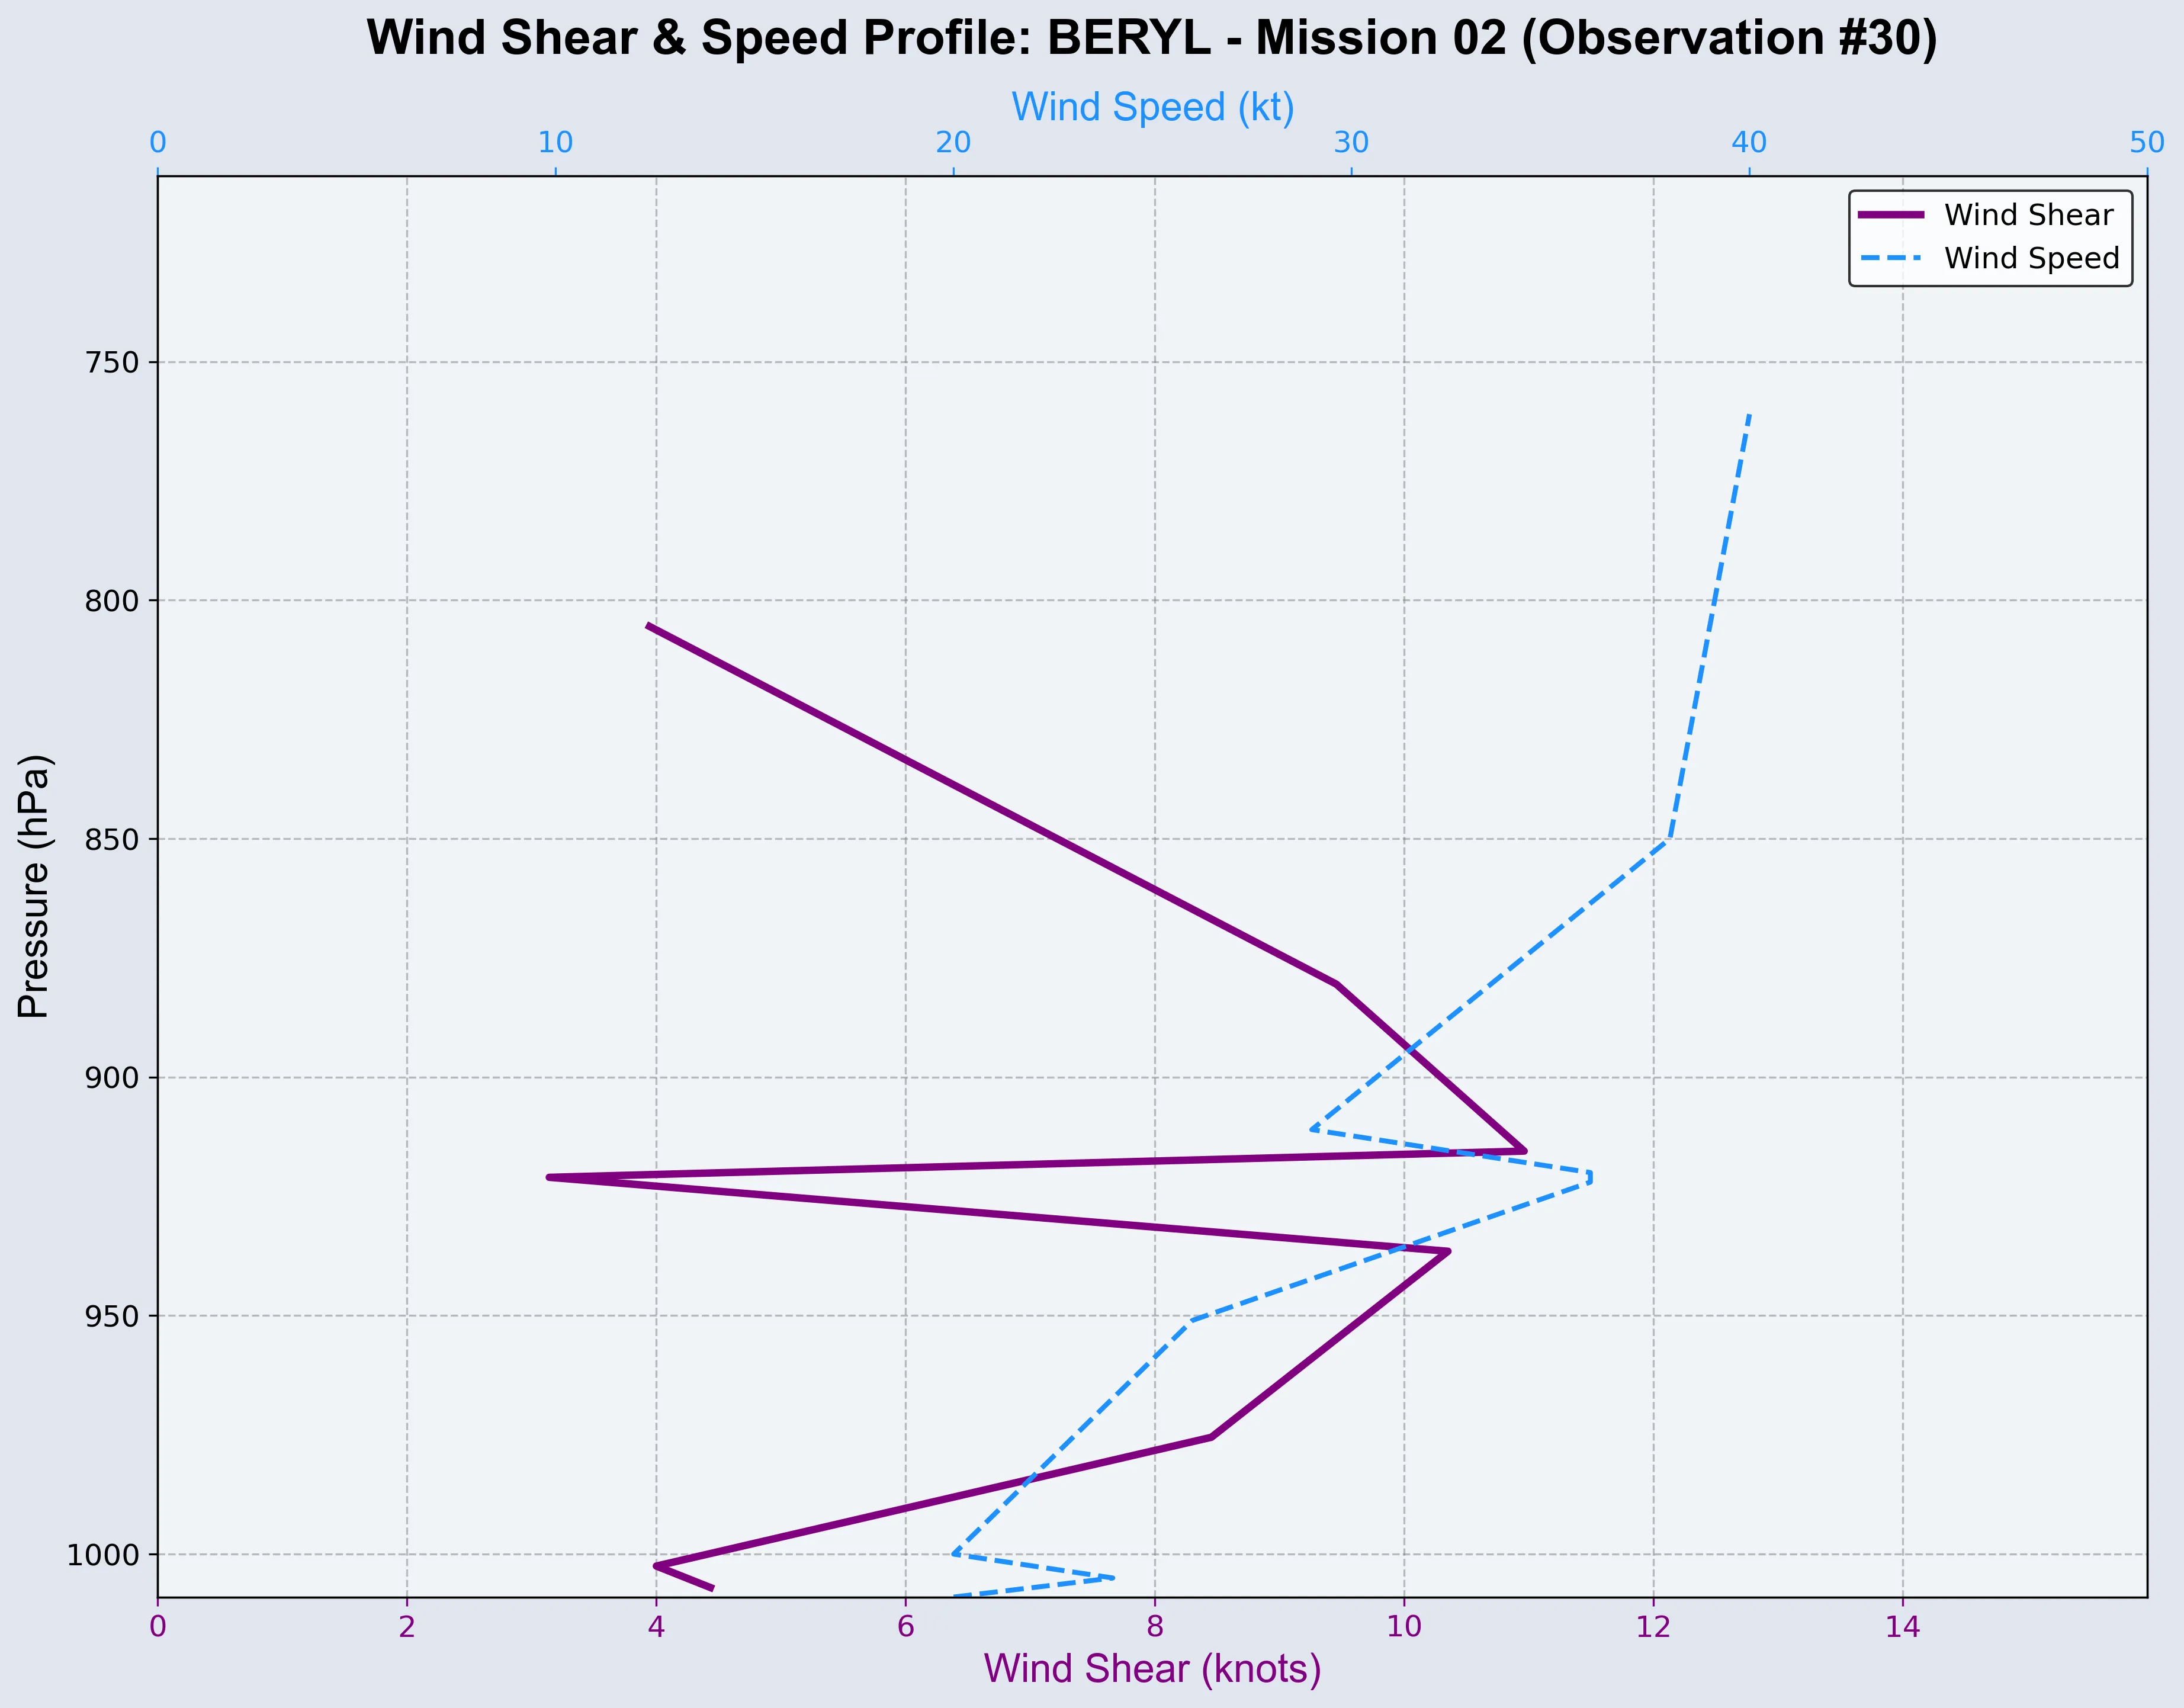 Wind Shear & Speed Profile: BERYL - Mission 02 (Observation #30)
Wind Speed (kt)
0 10 20 30 40 50
Wind Shear
Wind Speed
Pressure (hPa)
750
800
850
900
950
1000
0 2 4 6 8 10 12 14
Wind Shear (knots)